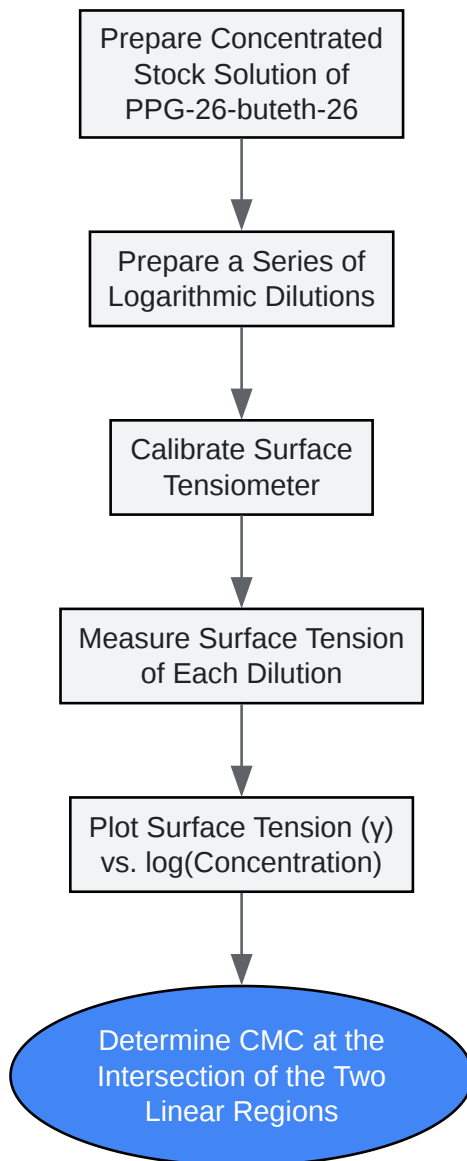 Prepare Concentrated
Stock Solution of
PPG-26-buteth-26
Prepare a Series of
Logarithmic Dilutions
Calibrate Surface
Tensiometer
Measure Surface Tension
of Each Dilution
Plot Surface Tension (γ)
vs. log(Concentration)
Determine CMC at the
Intersection of the Two
Linear Regions